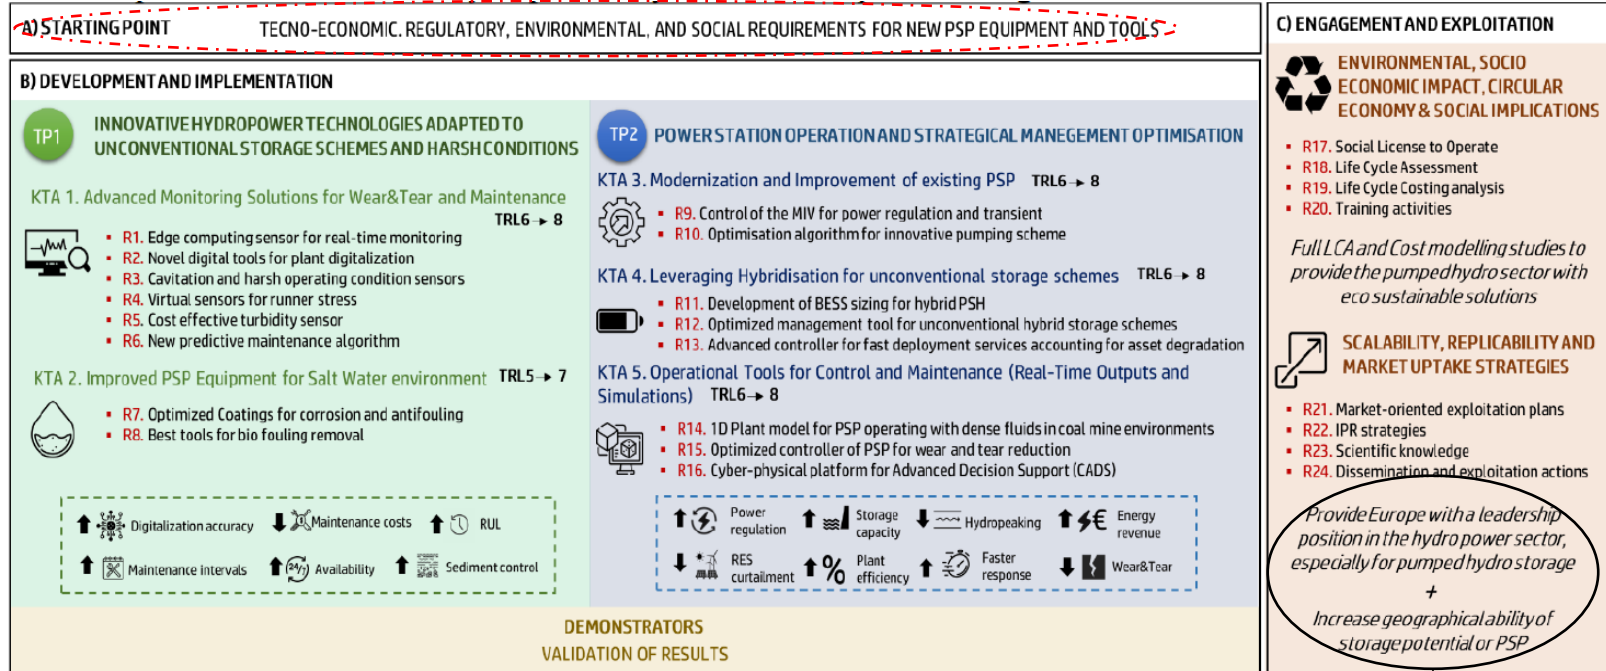 A) STARTING POINT TECNO-ECONOMIC. REGULATORY, ENVIRONMENTAL, AND SOCIAL REQUIREMENTS FOR NEW PSP EQUIPMENT AND TOOLS
B) DEVELOPMENT AND IMPLEMENTATION
TP1
INNOVATIVE HYDROPOWER TECHNOLOGIES ADAPTED TO
UNCONVENTIONAL STORAGE SCHEMES AND HARSH CONDITIONS
KTA 1. Advanced Monitoring Solutions for Wear&Tear and Maintenance
TRL6→ 8
▪ R1. Edge computing sensor for real-time monitoring
▪ R2. Novel digital tools for plant digitalization
▪ R3. Cavitation and harsh operating condition sensors
▪ R4. Virtual sensors for runner stress
▪ R5. Cost effective turbidity sensor
▪ R6. New predictive maintenance algorithm
KTA 2. Improved PSP Equipment for Salt Water environment TRL5→ 7
▪ R7. Optimized Coatings for corrosion and antifouling
▪ R8. Best tools for bio fouling removal
Digitalization accuracy
Maintenance costs
RUL
Maintenance intervals
24/7
Availability
Sediment control
TP2
POWER STATION OPERATION AND STRATEGICAL MANEGEMENT OPTIMISATION
KTA 3. Modernization and Improvement of existing PSP TRL6→ 8
▪ R9. Control of the MIV for power regulation and transient
▪ R10. Optimisation algorithm for innovative pumping scheme
KTA 4. Leveraging Hybridisation for unconventional storage schemes TRL6→ 8
▪ R11. Development of BESS sizing for hybrid PSH
▪ R12. Optimized management tool for unconventional hybrid storage schemes
▪ R13. Advanced controller for fast deployment services accounting for asset degradation
KTA 5. Operational Tools for Control and Maintenance (Real-Time Outputs and
Simulations) TRL6→ 8
▪ R14. 1D Plant model for PSP operating with dense fluids in coal mine environments
▪ R15. Optimized controller of PSP for wear and tear reduction
▪ R16. Cyber-physical platform for Advanced Decision Support (CADS)
Power
regulation
Storage
capacity
Hydropeaking
€
Energy
revenue
RES
curtailment
%
Plant
efficiency
Faster
response
Wear&Tear
DEMONSTRATORS
VALIDATION OF RESULTS
C) ENGAGEMENT AND EXPLOITATION
ENVIRONMENTAL, SOCIO
ECONOMIC IMPACT, CIRCULAR
ECONOMY & SOCIAL IMPLICATIONS
▪ R17. Social License to Operate
▪ R18. Life Cycle Assessment
▪ R19. Life Cycle Costing analysis
▪ R20. Training activities
Full LCA and Cost modelling studies to
provide the pumped hydro sector with
eco sustainable solutions
SCALABILITY, REPLICABILITY AND
MARKET UPTAKE STRATEGIES
▪ R21. Market-oriented exploitation plans
▪ R22. IPR strategies
▪ R23. Scientific knowledge
▪ R24. Dissemination and exploitation actions
Provide Europe with a leadership
position in the hydro power sector,
especially for pumped hydro storage
+
Increase geographical ability of
storage potential or PSP